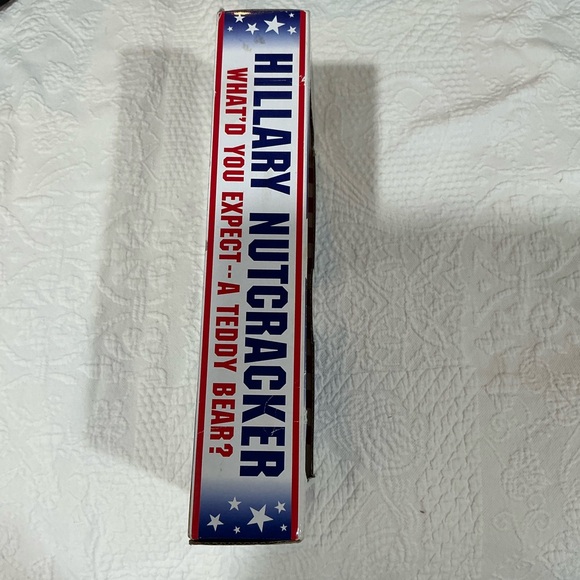 HILLARY NUTCRACKER
WHAT'D YOU EXPECT--A TEDDY BEAR?